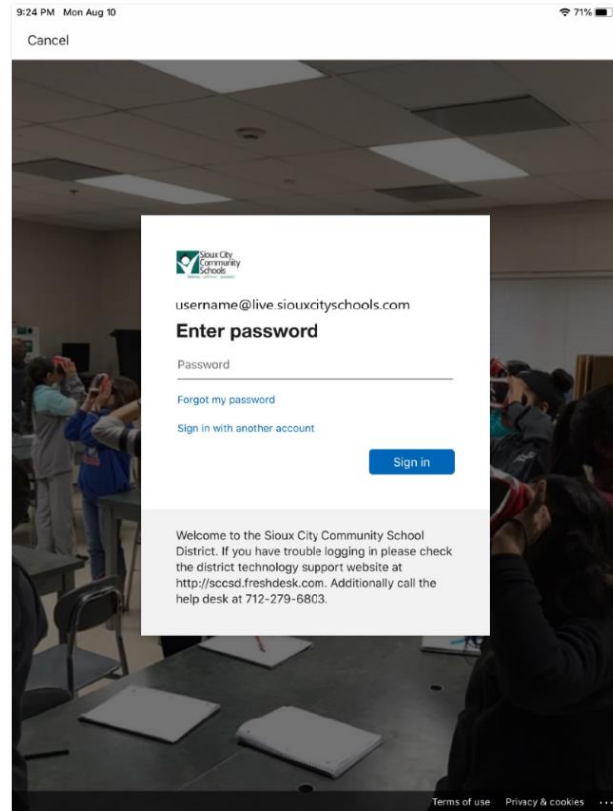 9:24 PM Mon Aug 10
71%
Cancel
Sioux City
Community
Schools
username@live.siouxcityschools.com
Enter password
Password
Forgot my password
Sign in with another account
Sign in
Welcome to the Sioux City Community School
District. If you have trouble logging in please check
the district technology support website at
http://sccsd.freshdesk.com. Additionally call the
help desk at 712-279-6803.
Terms of use Privacy & cookies ...